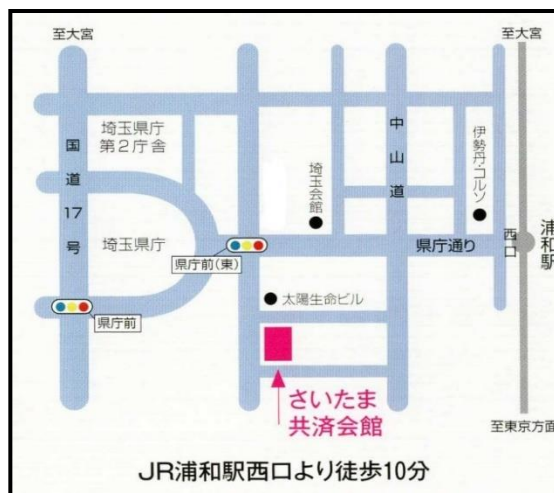 至大宮
至大宮
国道17号
埼玉県庁
第2庁舎
中山道
伊勢丹・コルソ
埼玉会館
埼玉県庁
県庁前(東)
県庁通り
西口
浦和駅
太陽生命ビル
県庁前
さいたま
共済会館
至東京方面
JR浦和駅西口より徒歩10分